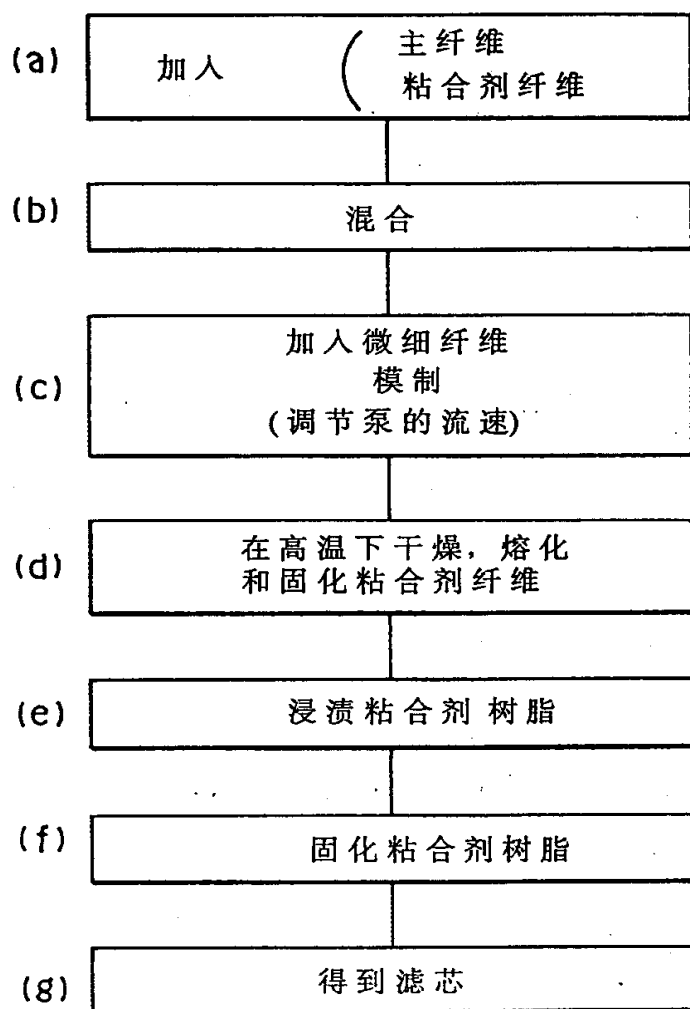 (a)
加入
主纤维
粘合剂纤维
(b)
混合
(c)
加入微细纤维
模制
(调节泵的流速)
(d)
在高温下干燥, 熔化
和固化粘合剂纤维
(e)
浸渍粘合剂 树脂
(f)
固化粘合剂树脂
(g)
得到滤芯